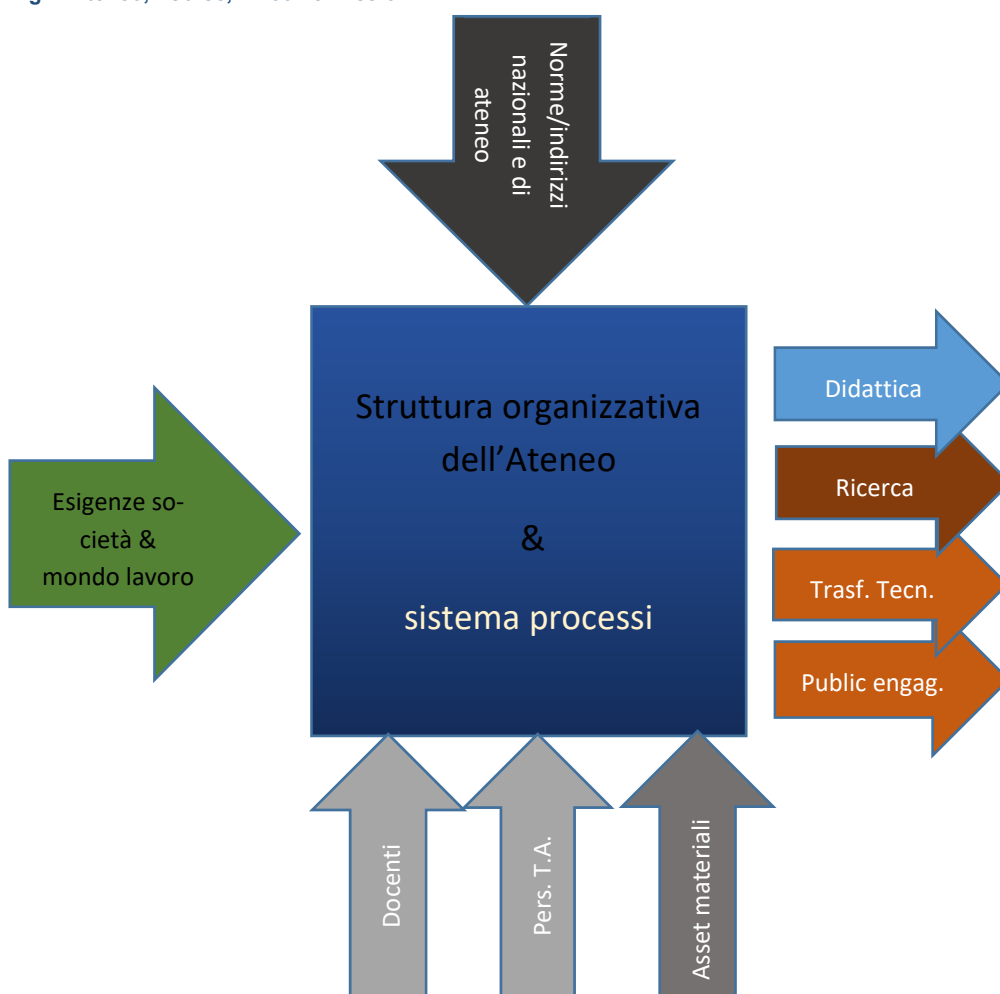 Norme/indirizzi
nazionali e di
ateneo
Struttura organizzativa
dell’Ateneo
&
sistema processi
Esigenze so-
cietà &
mondo lavoro
Didattica
Ricerca
Trasf. Tecn.
Public engag.
Docenti
Pers. T.A.
Asset materiali